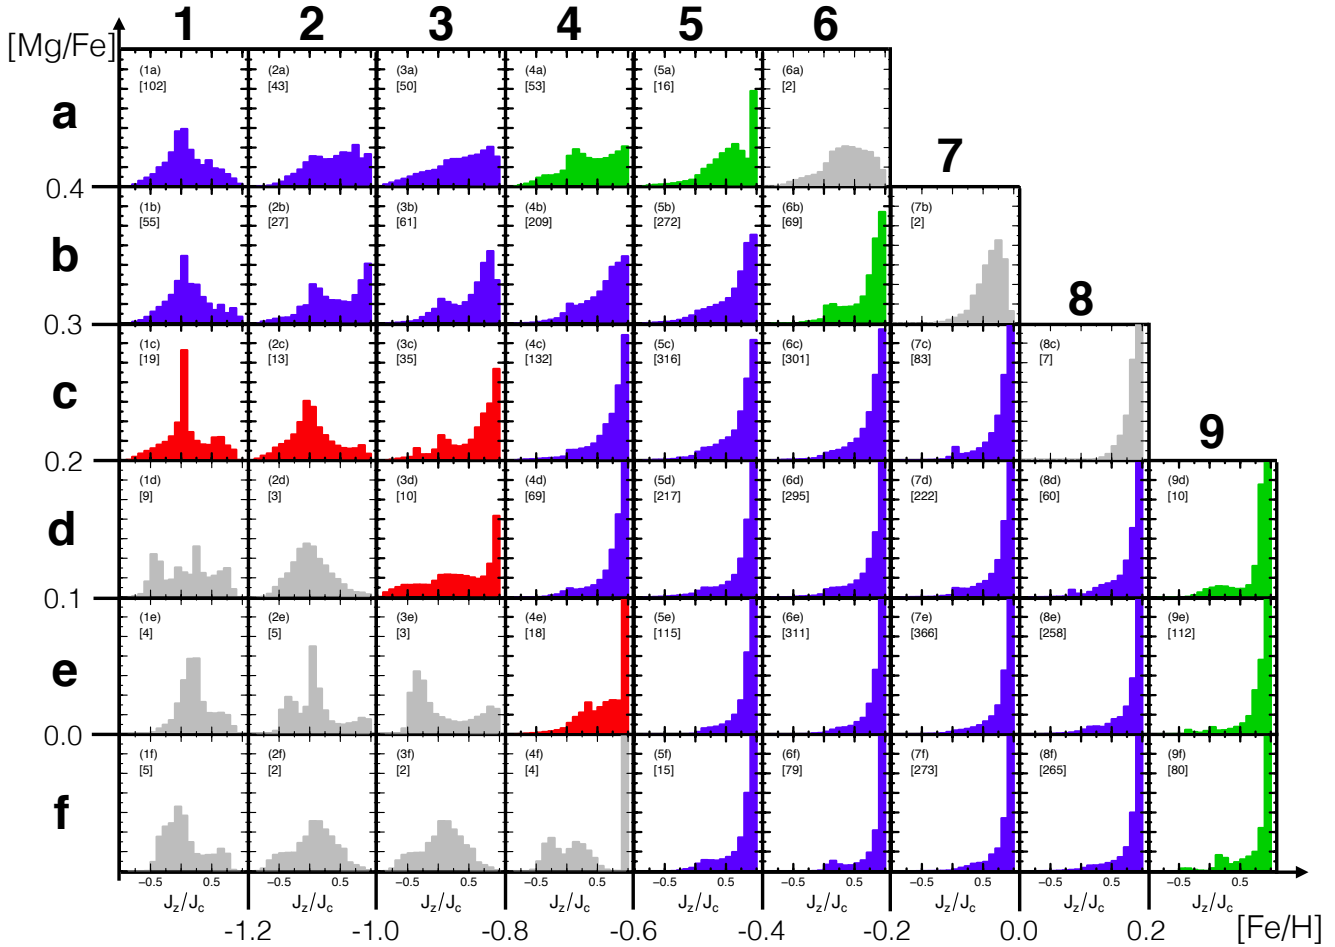 1 2 3 4 5 6
[Mg/Fe]
(1a) (2a) (3a) (4a) (5a) (6a)
[102] [43] [50] [53] [16] [2]
a
7
0.4
(1b) (2b) (3b) (4b) (5b) (6b) (7b)
[55] [27] [61] [209] [272] [69] [2]
b
8
0.3
(1c) (2c) (3c) (4c) (5c) (6c) (7c) (8c)
[19] [13] [35] [132] [316] [301] [83] [7]
c
9
0.2
(1d) (2d) (3d) (4d) (5d) (6d) (7d) (8d) (9d)
[9] [3] [10] [69] [217] [295] [222] [60] [10]
d
0.1
(1e) (2e) (3e) (4e) (5e) (6e) (7e) (8e) (9e)
[4] [5] [3] [18] [115] [311] [366] [258] [112]
e
0.0
(1f) (2f) (3f) (4f) (5f) (6f) (7f) (8f) (9f)
[5] [2] [2] [4] [15] [79] [273] [265] [80]
f
-0.5 0.5 -0.5 0.5 -0.5 0.5 -0.5 0.5 -0.5 0.5 -0.5 0.5 -0.5 0.5 -0.5 0.5 -0.5 0.5
Jz/Jc Jz/Jc Jz/Jc Jz/Jc Jz/Jc Jz/Jc Jz/Jc Jz/Jc Jz/Jc
-1.2 -1.0 -0.8 -0.6 -0.4 -0.2 0.0 0.2 [Fe/H]